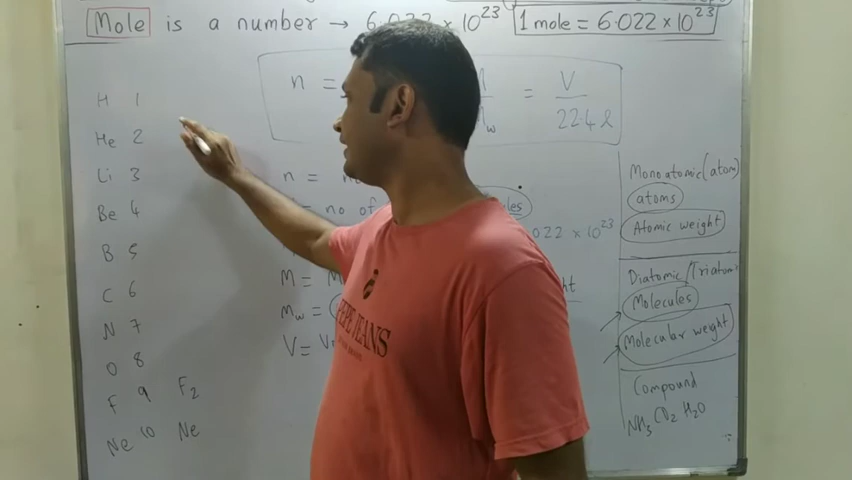 Mole is a number → 6.022 × 10²³
1 mole = 6.022 × 10²³
n =
= V / 22.4 l
H 1
He 2
Li 3
Be 4
B 5
C 6
N 7
O 8
F 9 F₂
Ne 10 Ne
n =
= no of
022 × 10²³
M =
Mw =
V =
PEPE JEANS
Monoatomic (atom)
atoms
Atomic weight
Diatomic/Triatom
Molecules
Molecular weight
Compound
NH₃ CO₂ H₂O